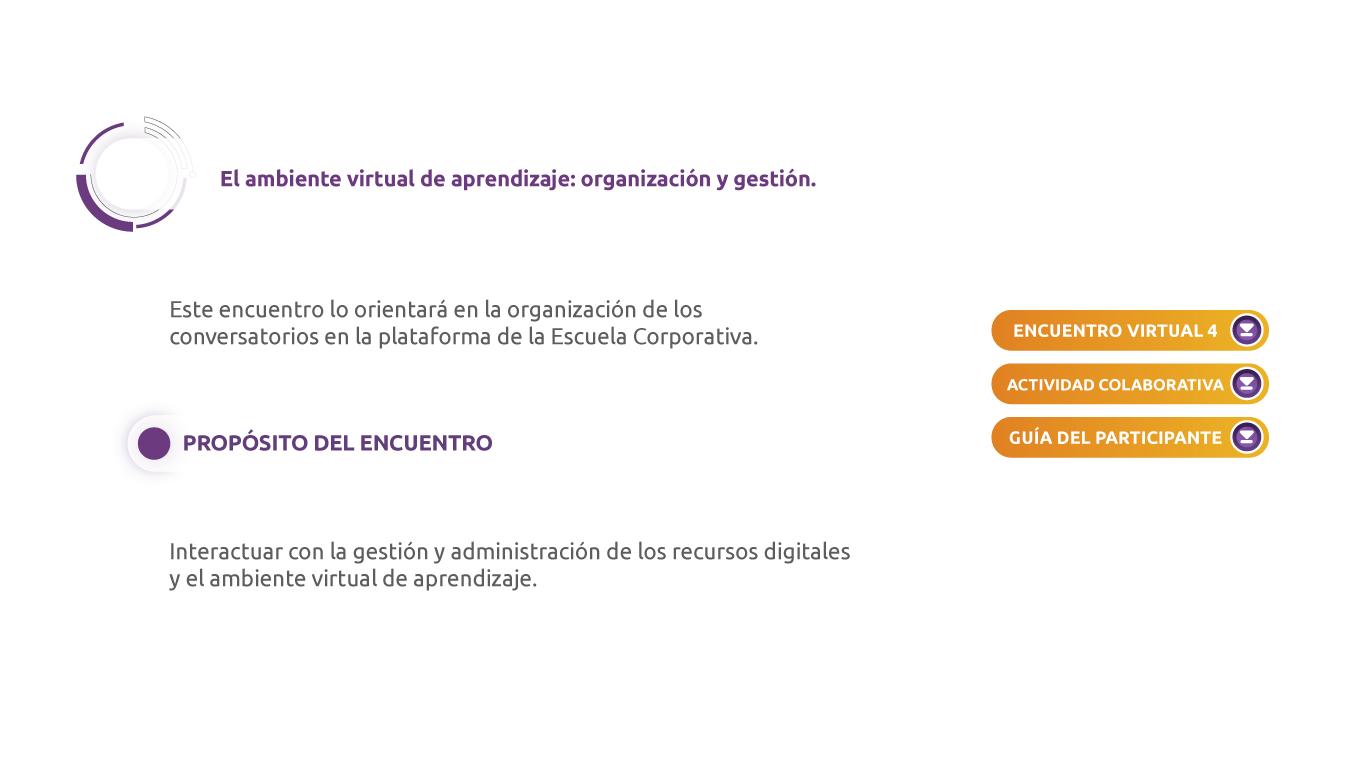 El ambiente virtual de aprendizaje: organización y gestión.
Este encuentro lo orientará en la organización de los
conversatorios en la plataforma de la Escuela Corporativa.
PROPÓSITO DEL ENCUENTRO
Interactuar con la gestión y administración de los recursos digitales
y el ambiente virtual de aprendizaje.
ENCUENTRO VIRTUAL 4
ACTIVIDAD COLABORATIVA
GUÍA DEL PARTICIPANTE